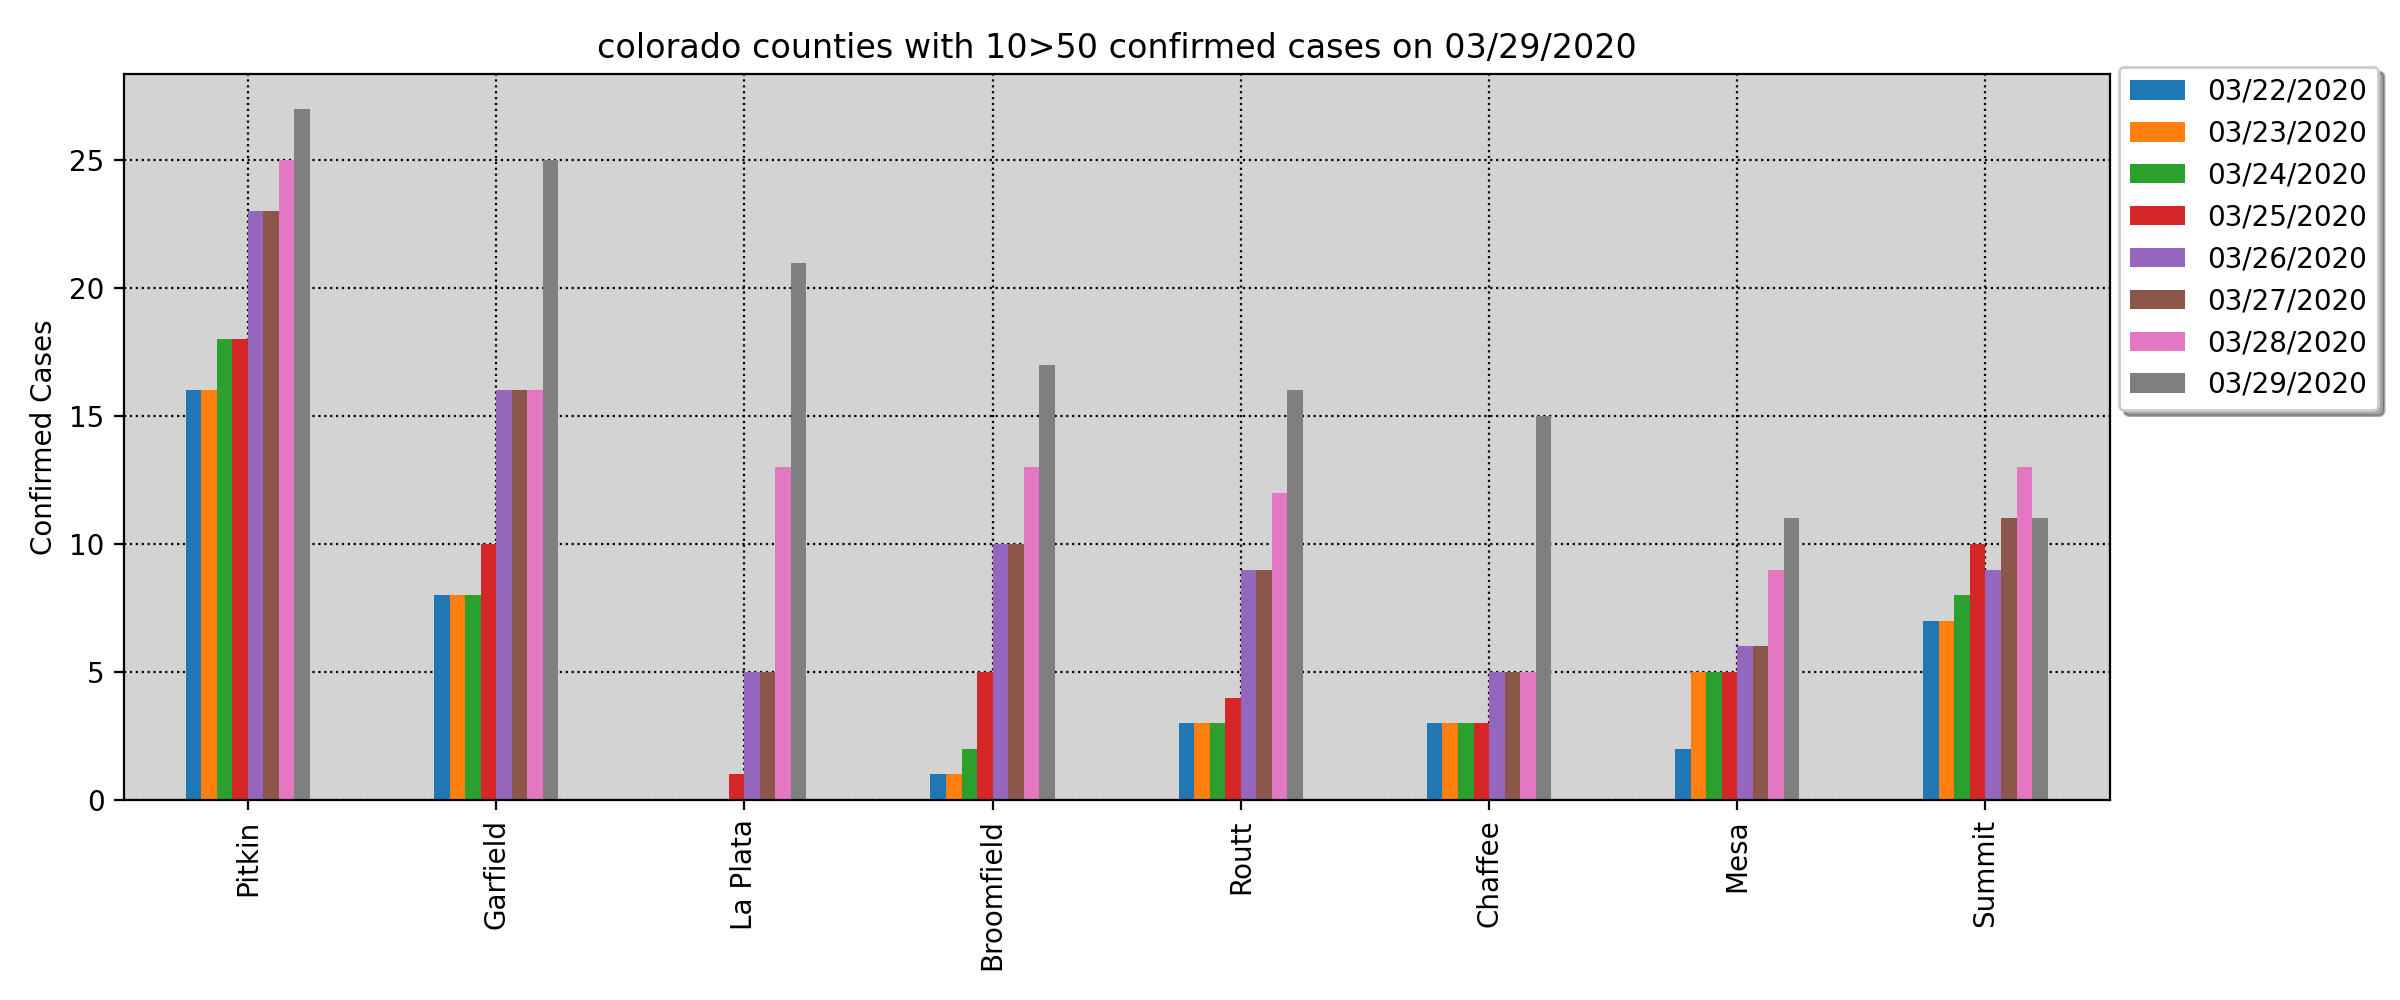 colorado counties with 10>50 confirmed cases on 03/29/2020
Confirmed Cases
25
20
15
10
5
0
Pitkin
Garfield
La Plata
Broomfield
Routt
Chaffee
Mesa
Summit
03/22/2020
03/23/2020
03/24/2020
03/25/2020
03/26/2020
03/27/2020
03/28/2020
03/29/2020